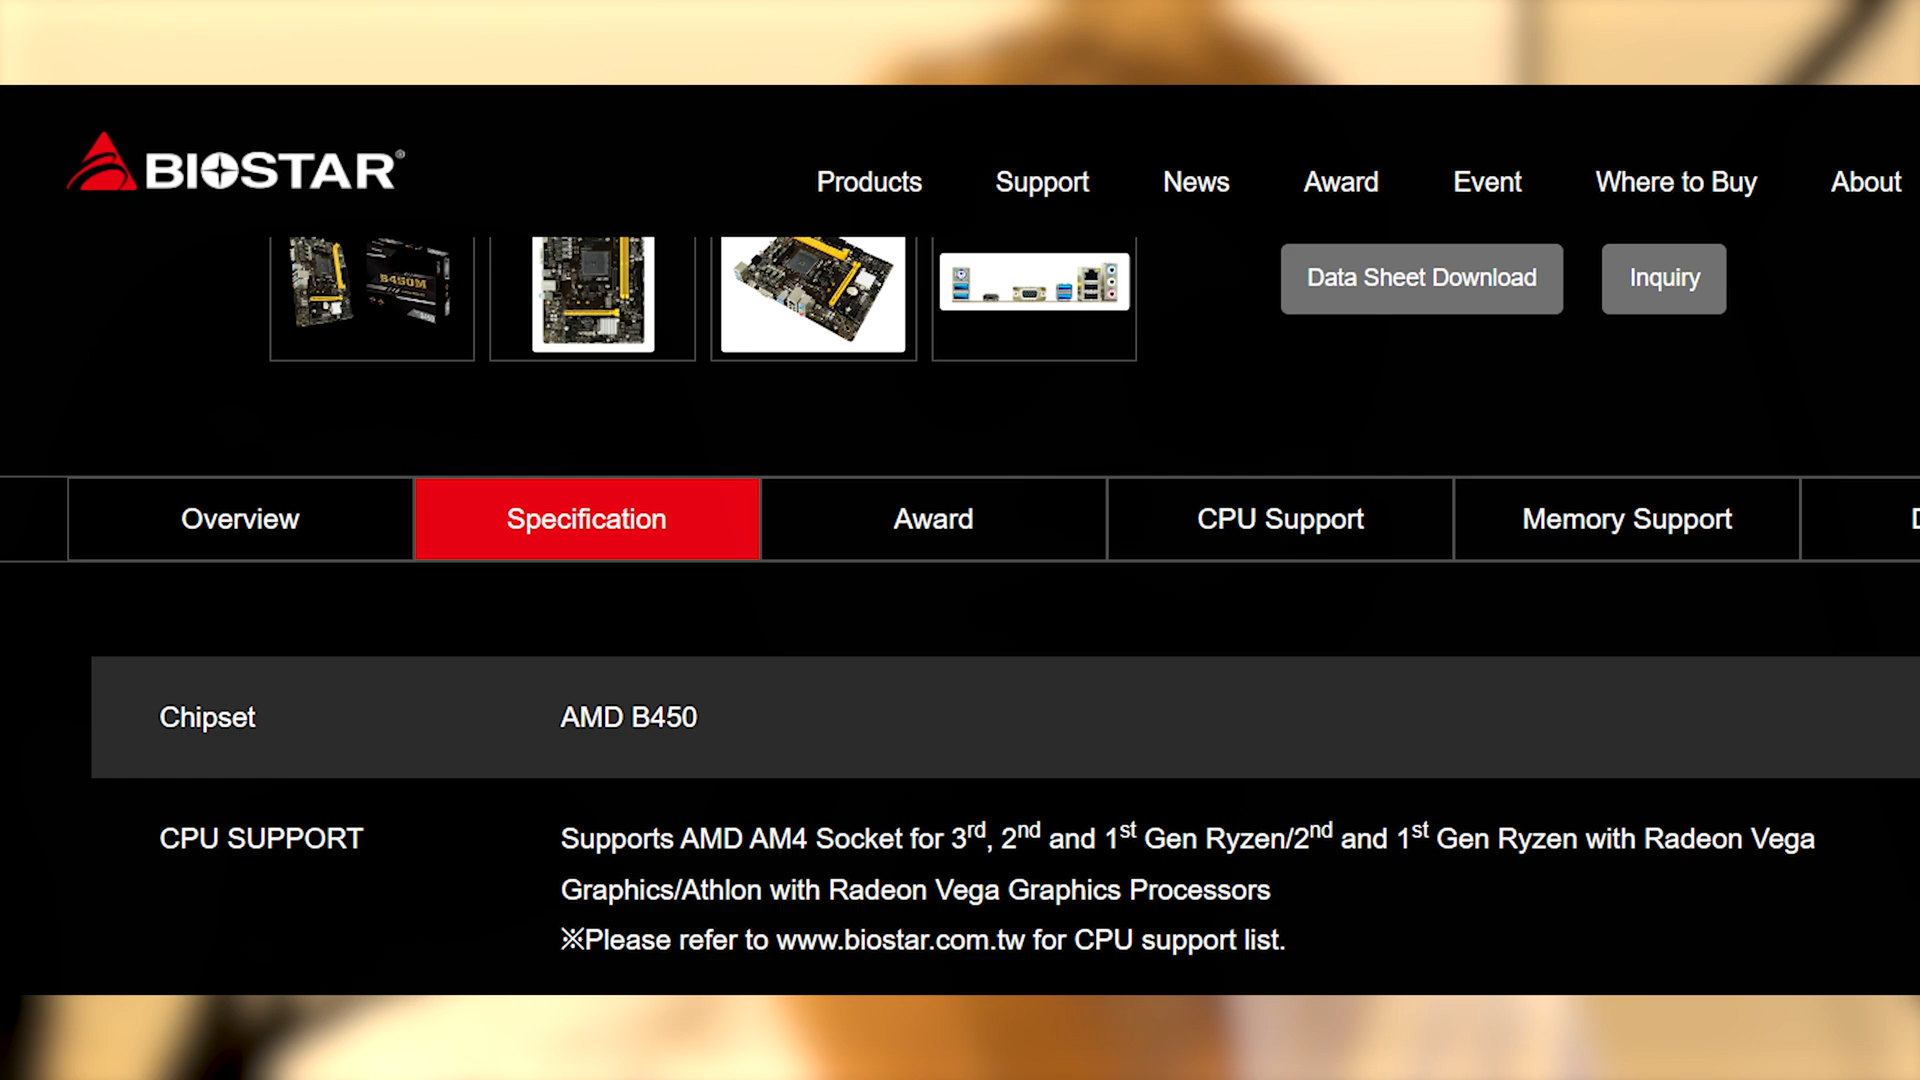 BIOSTAR®
Products Support News Award Event Where to Buy About
B450M
Data Sheet Download Inquiry
Overview Specification Award CPU Support Memory Support
Chipset AMD B450
CPU SUPPORT Supports AMD AM4 Socket for 3rd, 2nd and 1st Gen Ryzen/2nd and 1st Gen Ryzen with Radeon Vega
Graphics/Athlon with Radeon Vega Graphics Processors
※Please refer to www.biostar.com.tw for CPU support list.